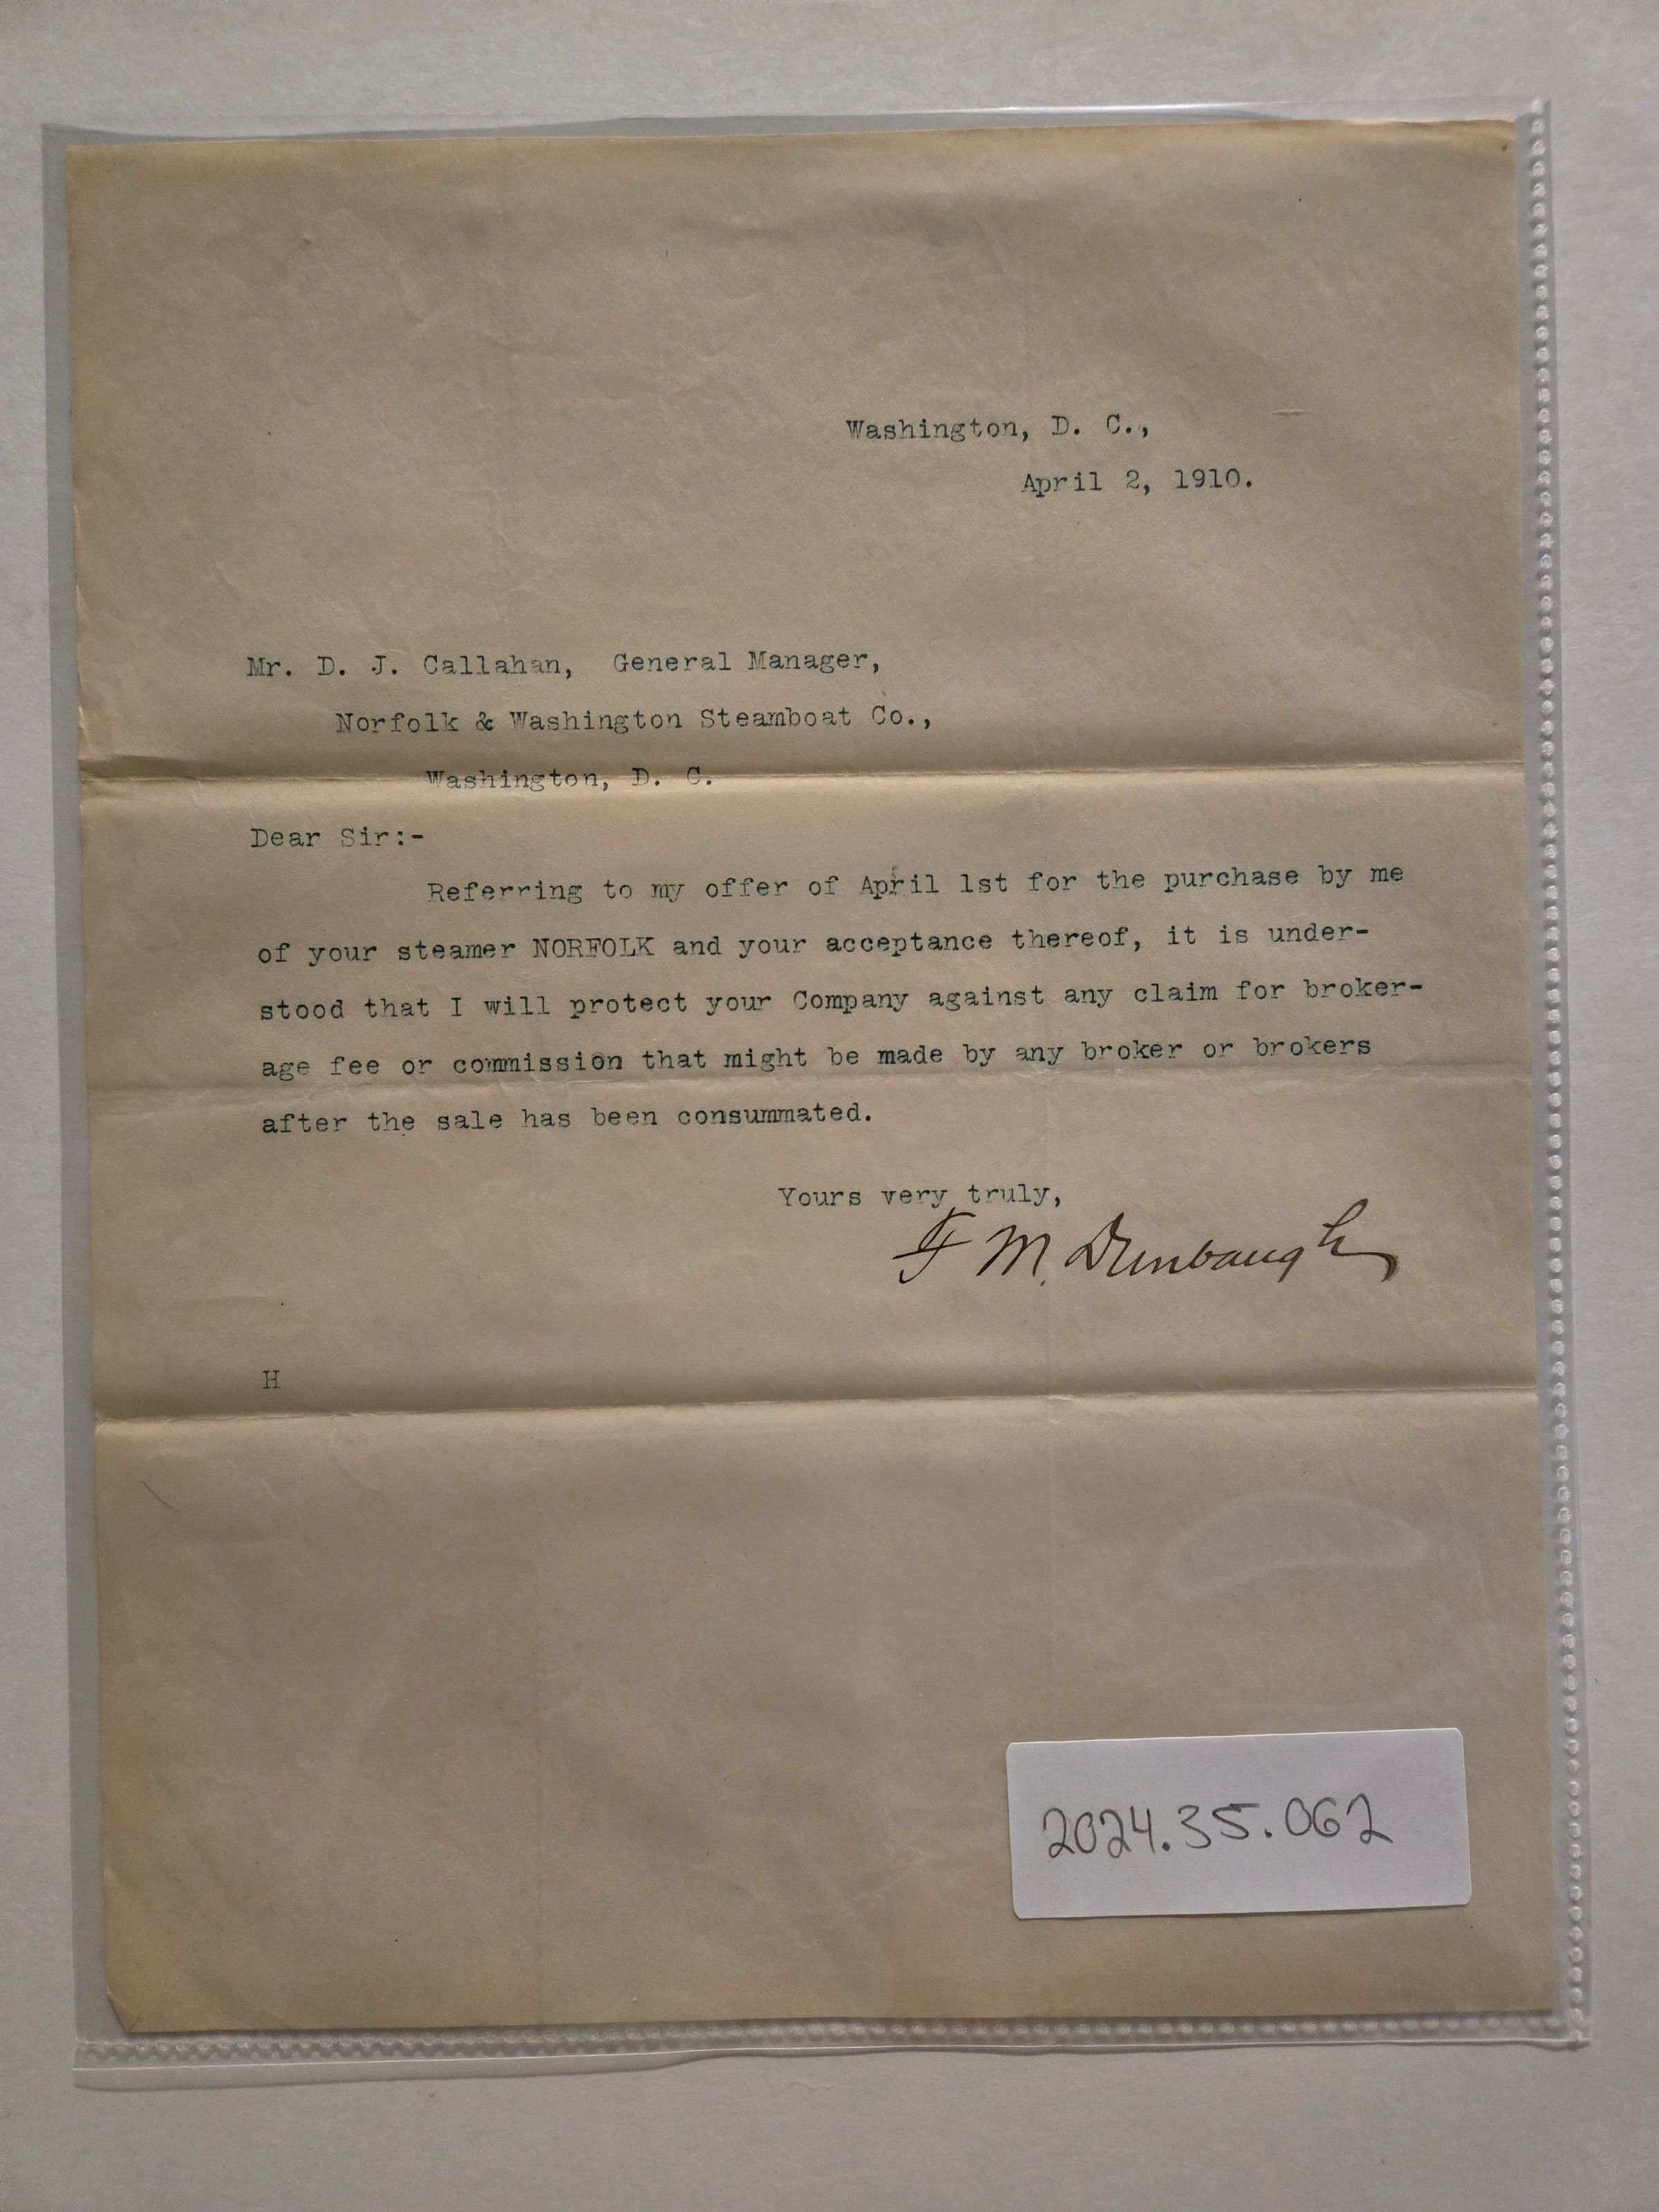 Washington, D. C.,
April 2, 1910.
Mr. D. J. Callahan, General Manager,
Norfolk & Washington Steamboat Co.,
Washington, D. C.
Dear Sir:-
Referring to my offer of April 1st for the purchase by me
of your steamer NORFOLK and your acceptance thereof, it is under-
stood that I will protect your Company against any claim for broker-
age fee or commission that might be made by any broker or brokers
after the sale has been consummated.
Yours very truly,
F M. Dunbaugh
H
2024.35.062